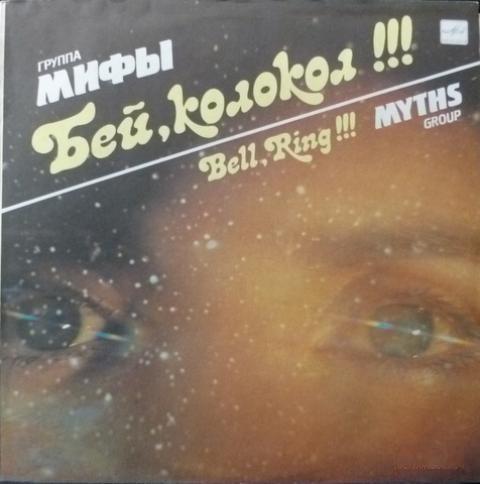 ГРУППА
МИФЫ
Бей, колокол !!!
Bell, Ring !!!
MYTHS
GROUP